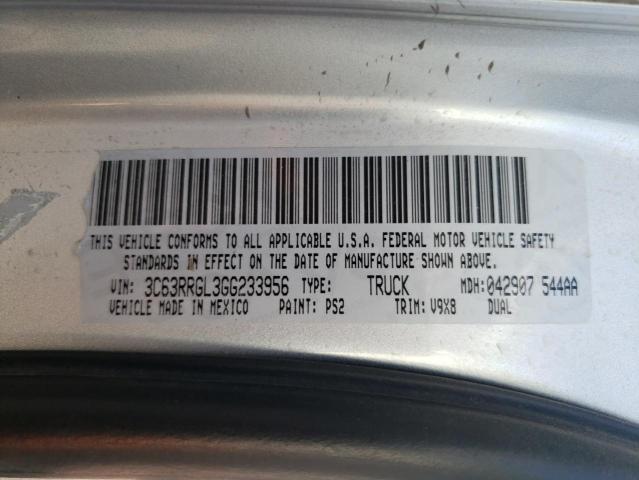 THIS VEHICLE CONFORMS TO ALL APPLICABLE U.S.A. FEDERAL MOTOR VEHICLE SAFETY
STANDARDS IN EFFECT ON THE DATE OF MANUFACTURE SHOWN ABOVE.
VIN: 3C63RRGL3GG233956 TYPE: TRUCK MDH: 042907 544AA
VEHICLE MADE IN MEXICO PAINT: PS2 TRIM: V9X8 DUAL